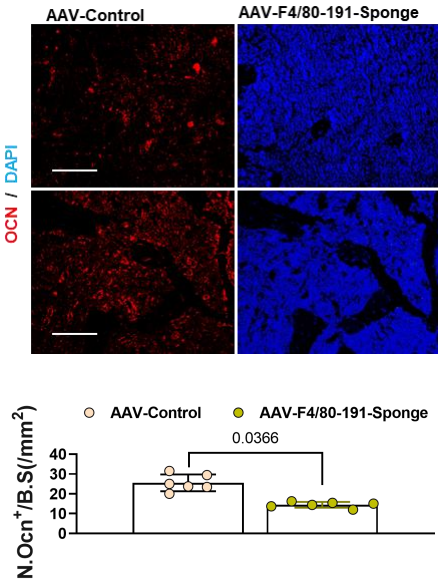 AAV-Control
AAV-F4/80-191-Sponge
OCN / DAPI
AAV-Control
AAV-F4/80-191-Sponge
N.Ocn⁺/B.S(/mm²)
0.0366
40
30
20
10
0